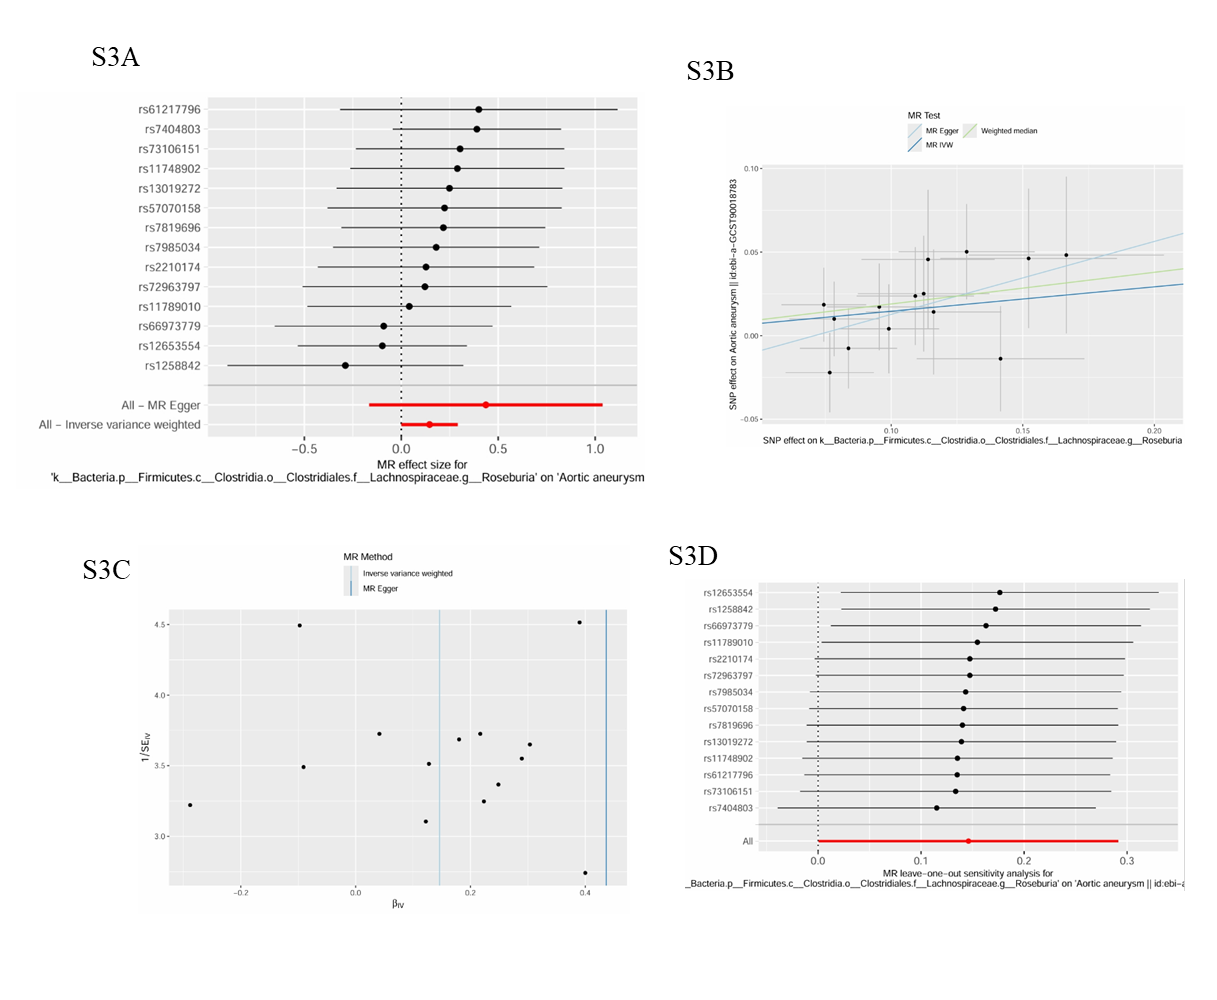 S3A
rs61217796
rs7404803
rs73106151
rs11748902
rs13019272
rs57070158
rs7819696
rs7985034
rs2210174
rs72963797
rs11789010
rs66973779
rs12653554
rs1258842
All − MR Egger
All − Inverse variance weighted
−0.5 0.0 0.5 1.0
MR effect size for
'k__Bacteria.p__Firmicutes.c__Clostridia.o__Clostridiales.f__Lachnospiraceae.g__Roseburia' on 'Aortic aneurysm
S3B
MR Test
MR Egger Weighted median
MR IVW
SNP effect on Aortic aneurysm || id:ebi-a-GCST90018783
0.10
0.05
0.00
−0.05
0.10 0.15 0.20
SNP effect on k__Bacteria.p__Firmicutes.c__Clostridia.o__Clostridiales.f__Lachnospiraceae.g__Roseburia
S3C
MR Method
Inverse variance weighted
MR Egger
1/SEIV
4.5
4.0
3.5
3.0
−0.2 0.0 0.2 0.4
βIV
S3D
rs12653554
rs1258842
rs66973779
rs11789010
rs2210174
rs72963797
rs7985034
rs57070158
rs7819696
rs13019272
rs11748902
rs61217796
rs73106151
rs7404803
All
0.0 0.1 0.2 0.3
MR leave−one−out sensitivity analysis for
_Bacteria.p__Firmicutes.c__Clostridia.o__Clostridiales.f__Lachnospiraceae.g__Roseburia' on 'Aortic aneurysm || id:ebi-a